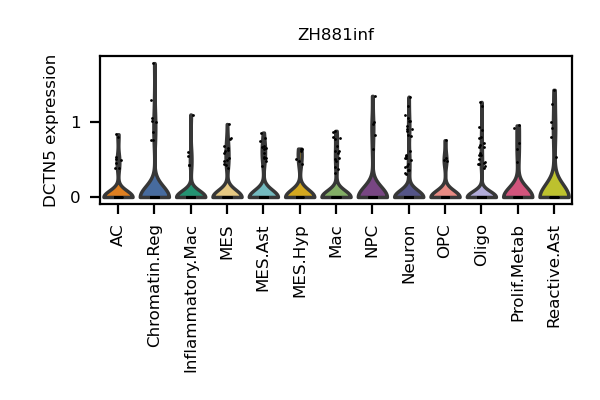 ZH881inf
DCTN5 expression
1
0
AC
Chromatin.Reg
Inflammatory.Mac
MES
MES.Ast
MES.Hyp
Mac
NPC
Neuron
OPC
Oligo
Prolif.Metab
Reactive.Ast